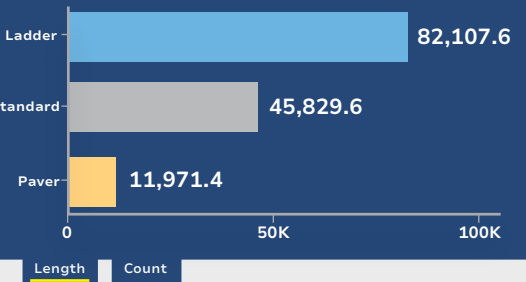 Ladder
82,107.6
tandard
45,829.6
Paver
11,971.4
0 50K 100K
Length Count